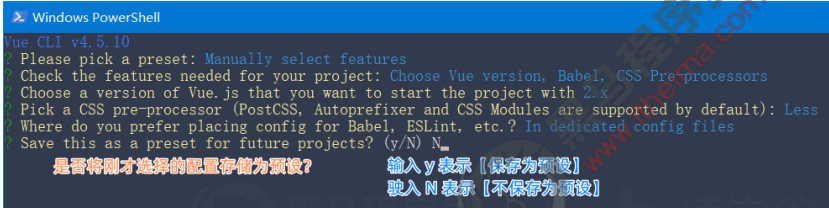 Windows PowerShell
Vue CLI v4.5.10
? Please pick a preset: Manually select features
? Check the features needed for your project: Choose Vue version, Babel, CSS Pre-processors
? Choose a version of Vue.js that you want to start the project with 2.x
? Pick a CSS pre-processor (PostCSS, Autoprefixer and CSS Modules are supported by default): Less
? Where do you prefer placing config for Babel, ESLint, etc.? In dedicated config files
? Save this as a preset for future projects? (y/N) N_
是否将刚才选择的配置存储为预设? 输入 y 表示【保存为预设】
驶入 N 表示【不保存为预设】